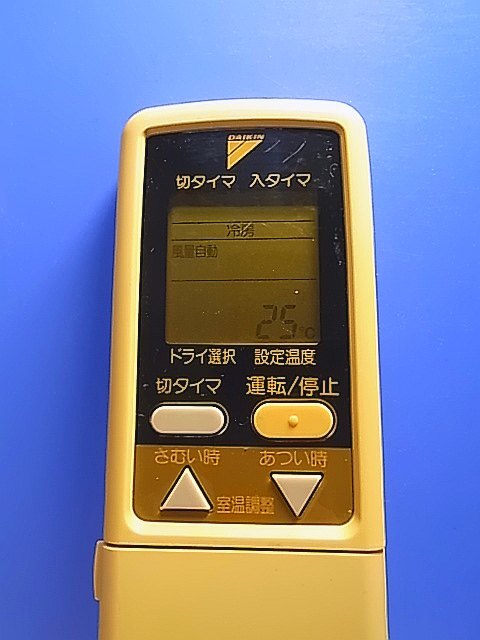 DAIKIN
切タイマ 入タイマ
冷房
風量自動
25°C
ドライ選択 設定温度
切タイマ 運転/停止
さむい時 あつい時
室温調整